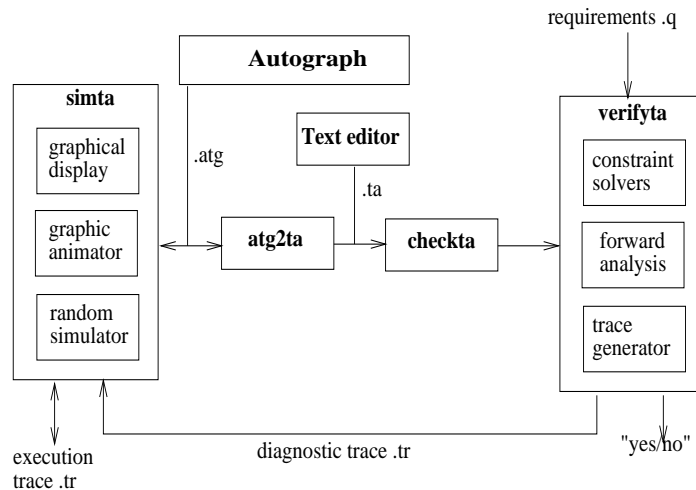 requirements .q
Autograph
simta
verifyta
graphical
display
.atg
Text editor
constraint
solvers
.ta
graphic
animator
atg2ta
checkta
forward
analysis
random
simulator
trace
generator
execution
trace .tr
diagnostic trace .tr
"yes/no"